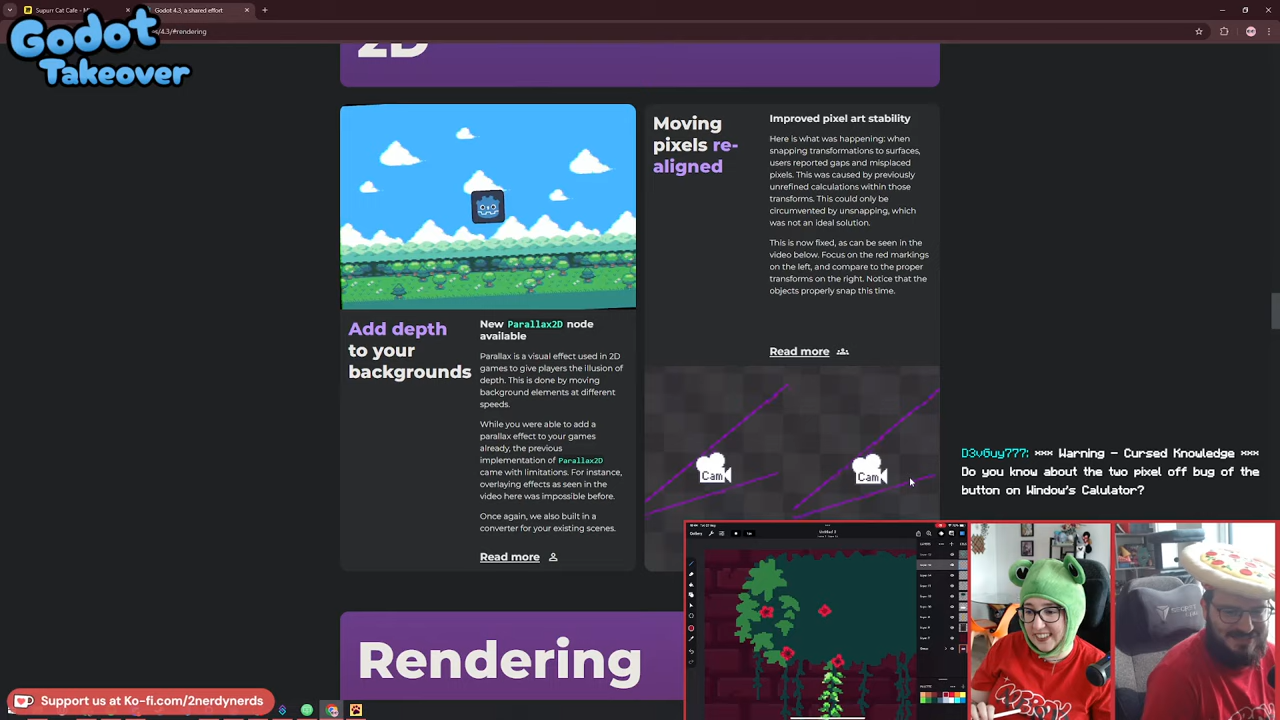 Supurr Cat Cafe -
Godot 4.3, a shared effort
/4.3/#rendering
Godot
Takeover
2D
Add depth
to your
backgrounds
New Parallax2D node
available
Parallax is a visual effect used in 2D
games to give players the illusion of
depth. This is done by moving
background elements at different
speeds.
While you were able to add a
parallax effect to your games
already, the previous
implementation of Parallax2D
came with limitations. For instance,
overlaying effects as seen in the
video here was impossible before.
Once again, we also built in a
converter for your existing scenes.
Read more
Moving
pixels re-
aligned
Improved pixel art stability
Here is what was happening: when
snapping transformations to surfaces,
users reported gaps and misplaced
pixels. This was caused by previously
unrefined calculations within those
transforms. This could only be
circumvented by unsnapping, which
was not an ideal solution.
This is now fixed, as can be seen in the
video below. Focus on the red markings
on the left, and compare to the proper
transforms on the right. Notice that the
objects properly snap this time.
Read more
Cam
Cam
D3vGuy777: *** Warning - Cursed Knowledge ***
Do you know about the two pixel off bug of the
button on Window's Calulator?
Rendering
Gallery
Support us at Ko-fi.com/2nerdynerds